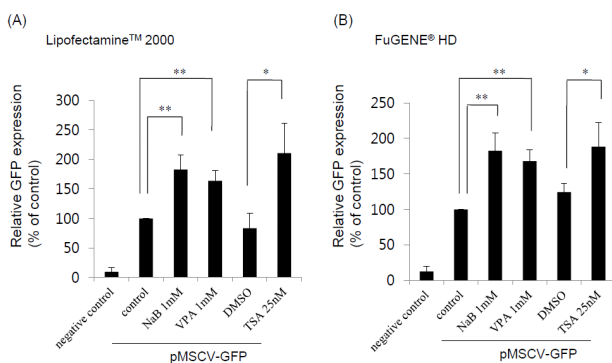 (A)
Lipofectamine™ 2000
Relative GFP expression
(% of control)
300
250
200
150
100
50
0
**
**
*
negative control
control
NaB 1mM
VPA 1mM
DMSO
TSA 25nM
pMSCV-GFP
(B)
FuGENE® HD
Relative GFP expression
(% of control)
250
200
150
100
50
0
**
**
*
negative control
control
NaB 1mM
VPA 1mM
DMSO
TSA 25nM
pMSCV-GFP